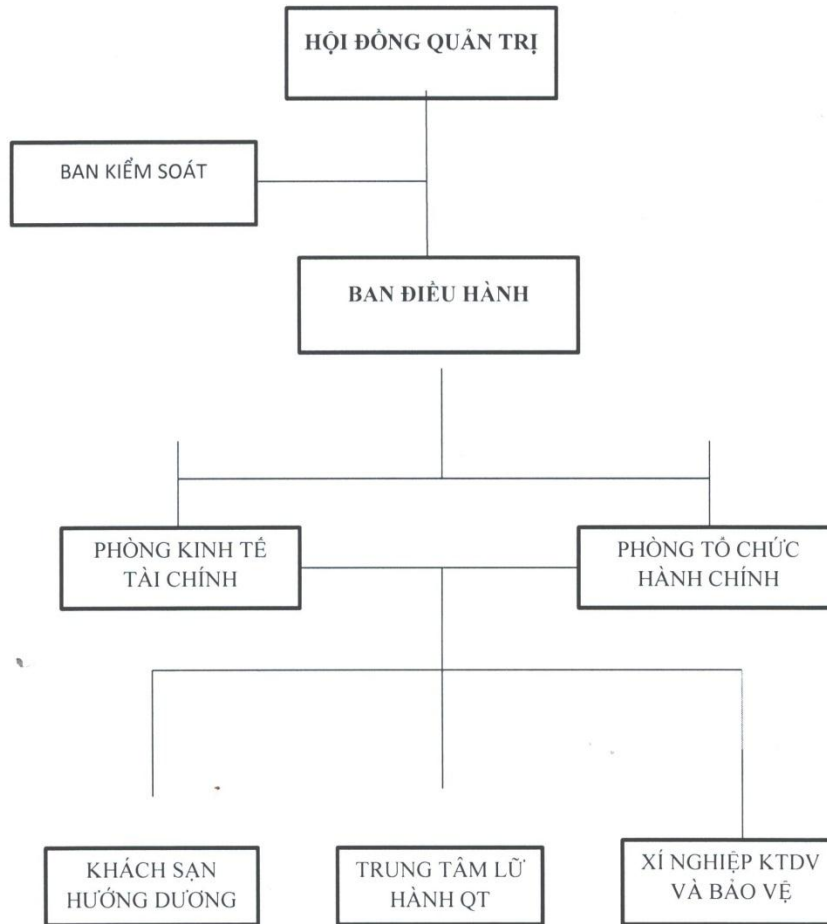 HỘI ĐỒNG QUẢN TRỊ
BAN KIỂM SOÁT
BAN ĐIỀU HÀNH
PHÒNG KINH TẾ
TÀI CHÍNH
PHÒNG TỔ CHỨC
HÀNH CHÍNH
KHÁCH SẠN
HƯỚNG DƯƠNG
TRUNG TÂM LỮ
HÀNH QT
XÍ NGHIỆP KTDV
VÀ BẢO VỆ